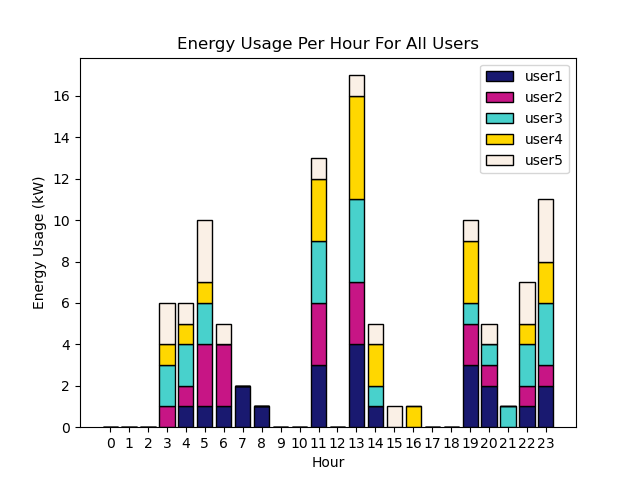 Energy Usage Per Hour For All Users
user1
user2
user3
user4
user5
16
14
12
10
8
6
4
2
0
Energy Usage (kW)
0 1 2 3 4 5 6 7 8 9 10 11 12 13 14 15 16 17 18 19 20 21 22 23
Hour